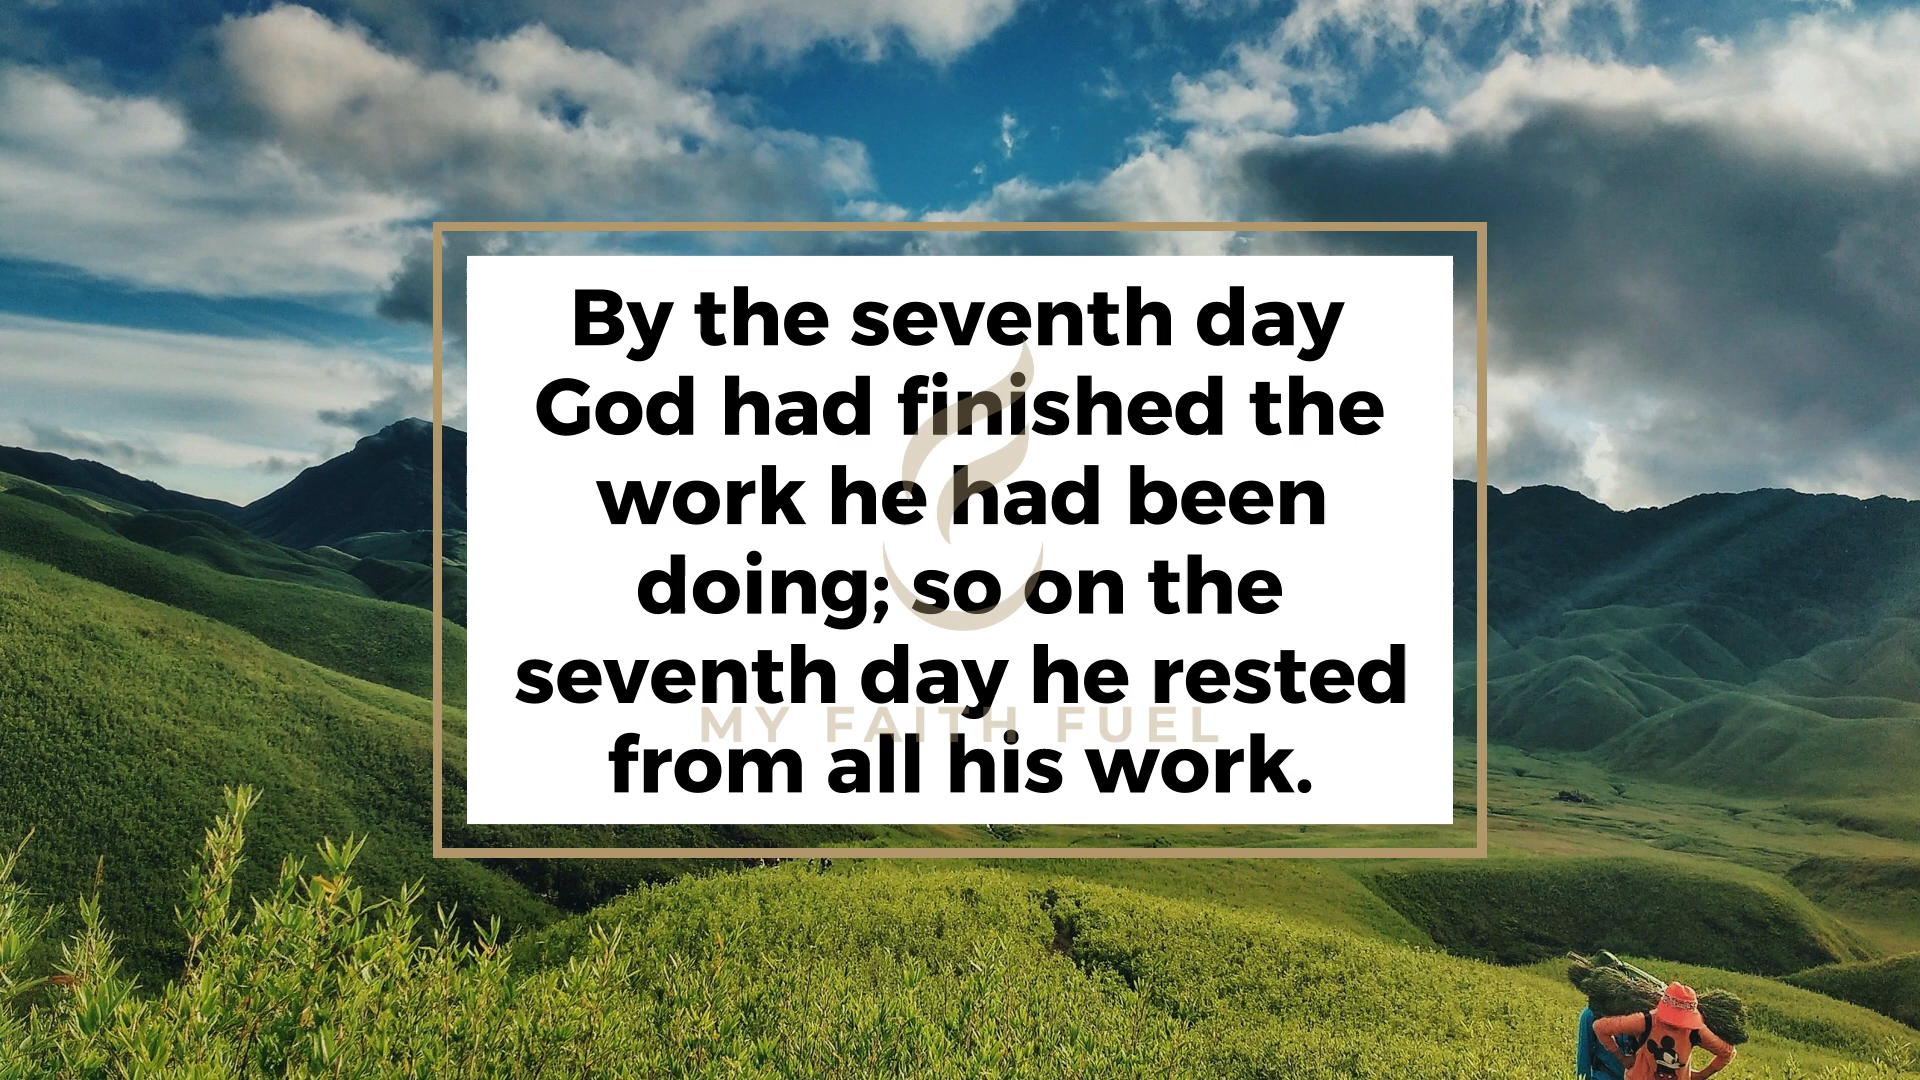 By the seventh day
God had finished the
work he had been
doing; so on the
seventh day he rested
MY FAITH FUEL
from all his work.